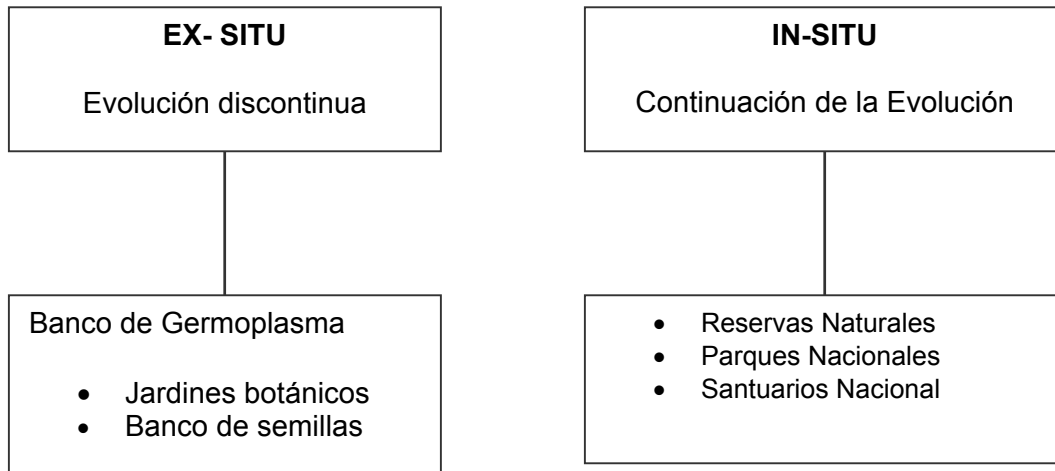 EX- SITU
Evolución discontinua
Banco de Germoplasma
• Jardines botánicos
• Banco de semillas
IN-SITU
Continuación de la Evolución
• Reservas Naturales
• Parques Nacionales
• Santuarios Nacional